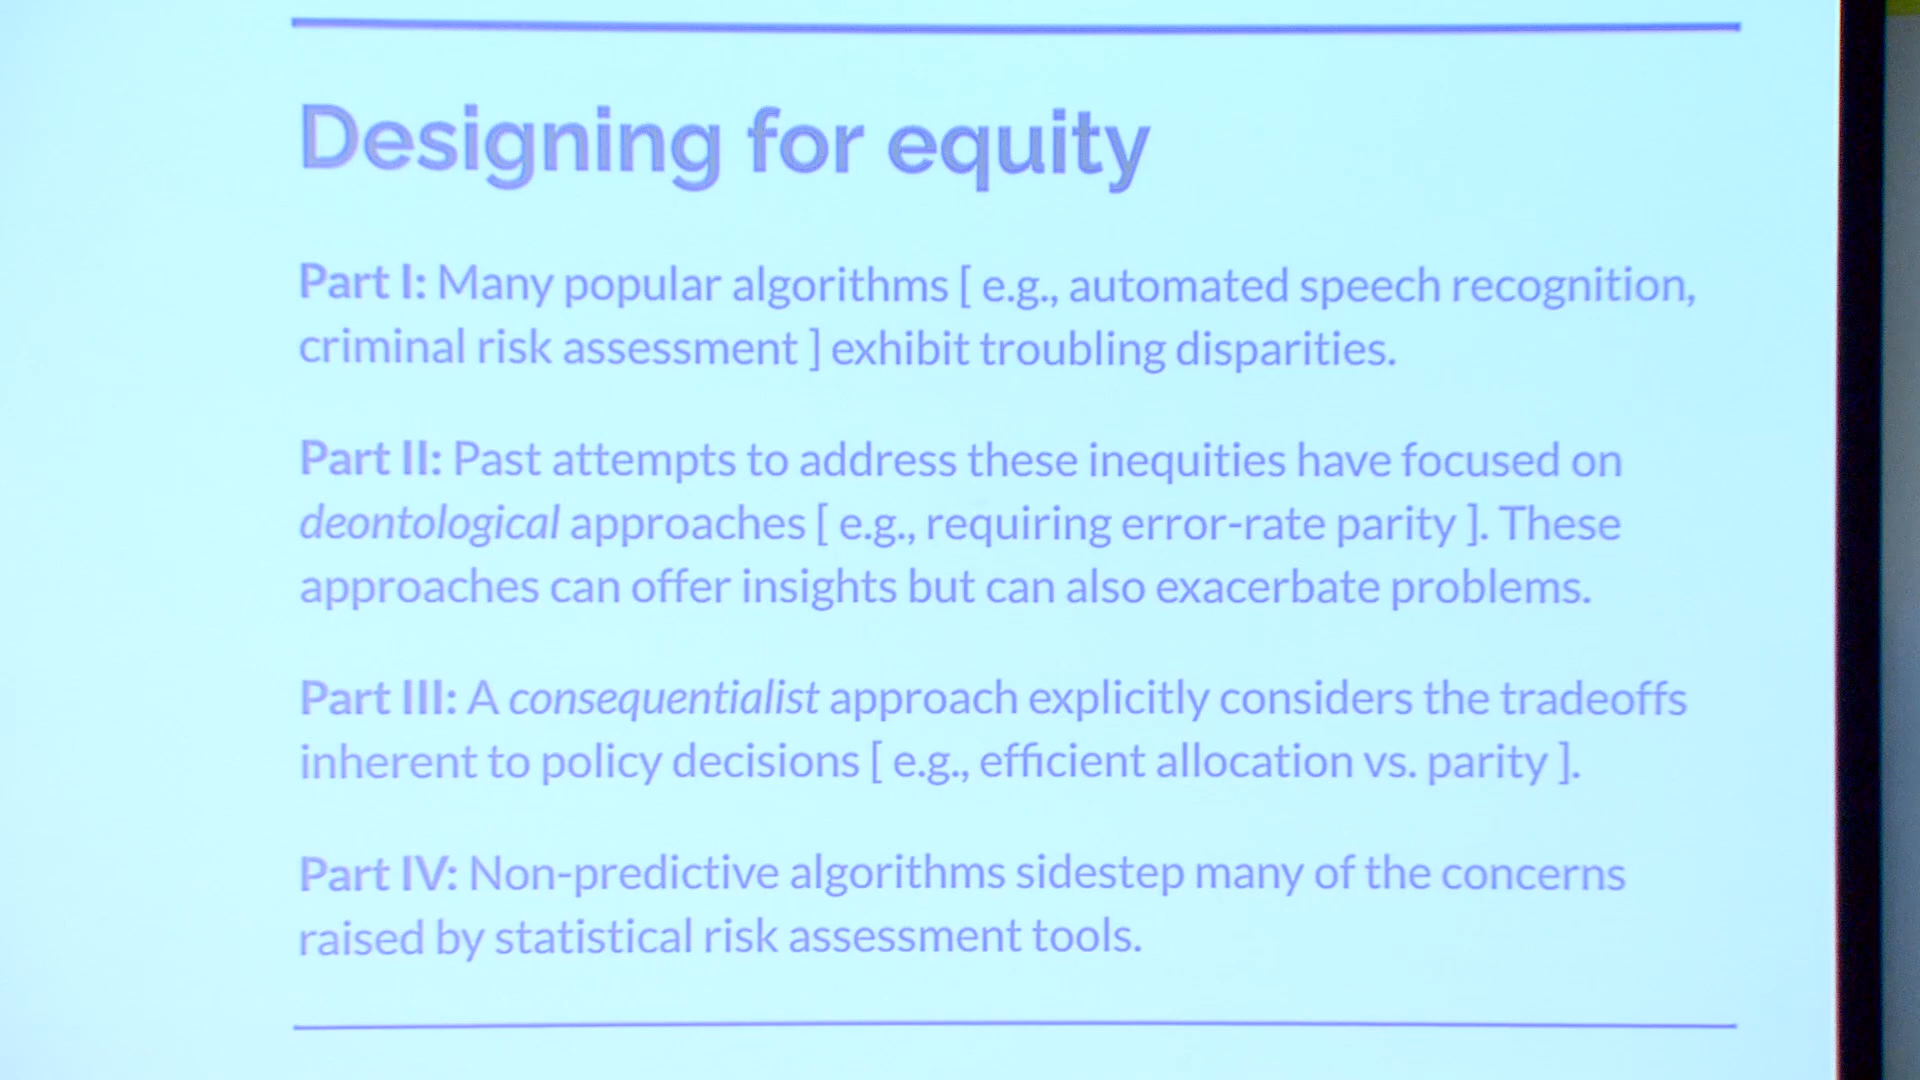 Designing for equity
Part I: Many popular algorithms [ e.g., automated speech recognition,
criminal risk assessment ] exhibit troubling disparities.
Part II: Past attempts to address these inequities have focused on
deontological approaches [ e.g., requiring error-rate parity ]. These
approaches can offer insights but can also exacerbate problems.
Part III: A consequentialist approach explicitly considers the tradeoffs
inherent to policy decisions [ e.g., efficient allocation vs. parity ].
Part IV: Non-predictive algorithms sidestep many of the concerns
raised by statistical risk assessment tools.